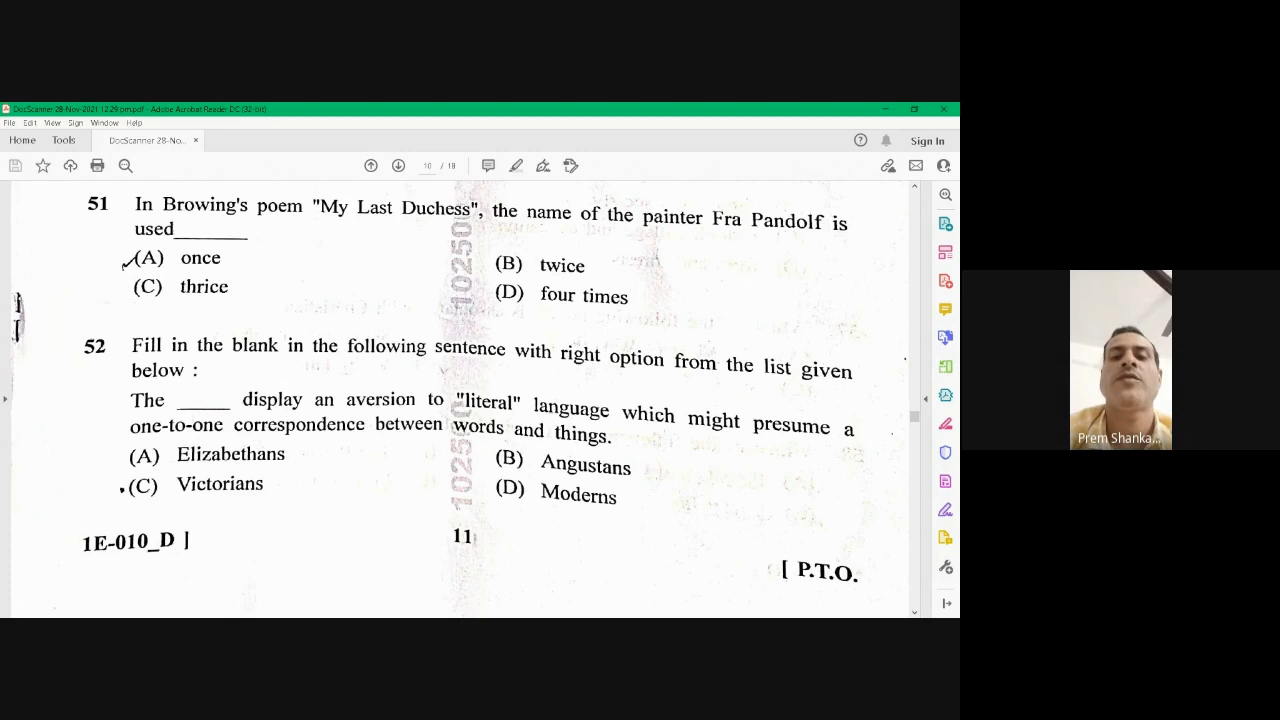 DocScanner 28-Nov-2021 12.29 pm.pdf - Adobe Acrobat Reader DC (32-bit)
File Edit View Sign Window Help
Home Tools DocScanner 28-No... × Sign In
10 / 18
51 In Browing's poem "My Last Duchess", the name of the painter Fra Pandolf is
used_______
(A) once (B) twice
(C) thrice (D) four times
52 Fill in the blank in the following sentence with right option from the list given
below :
The _____ display an aversion to "literal" language which might presume a
one-to-one correspondence between words and things.
(A) Elizabethans (B) Angustans
(C) Victorians (D) Moderns
1E-010_D ] 11 [ P.T.O.
102500
102500
Prem Shanka...